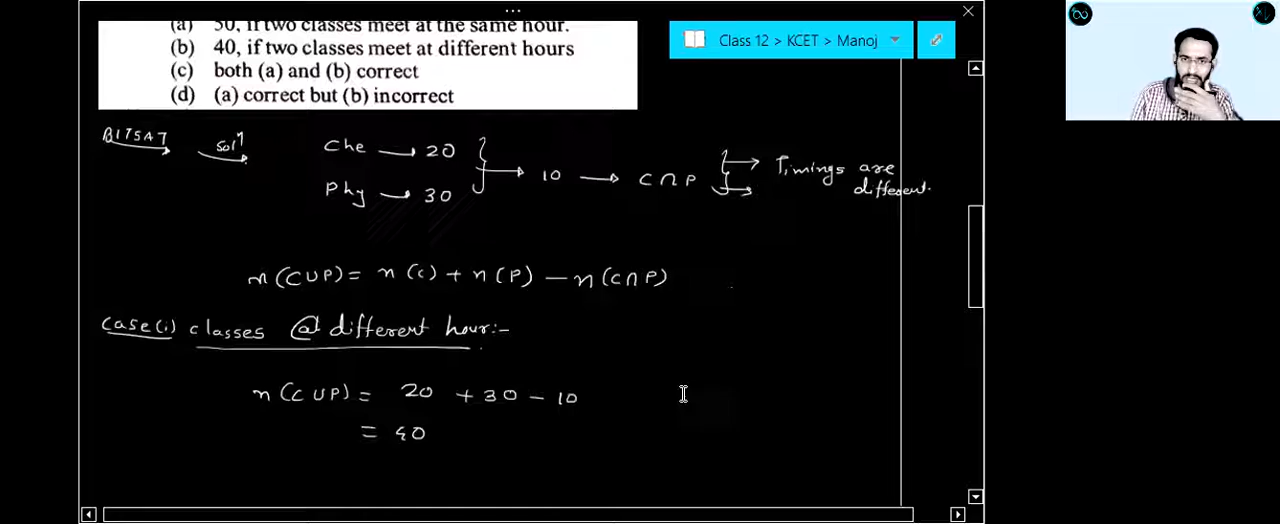 (a) 50, if two classes meet at the same hour.
(b) 40, if two classes meet at different hours
(c) both (a) and (b) correct
(d) (a) correct but (b) incorrect
Class 12 > KCET > Manoj
BITSAT Solⁿ Che → 20
Phy → 30
10 → C ∩ P → Timings are
different.
n(C∪P) = n(C) + n(P) − n(C∩P)
Case(i) classes @ different hour:-
n(C∪P) = 20 + 30 − 10
= 40